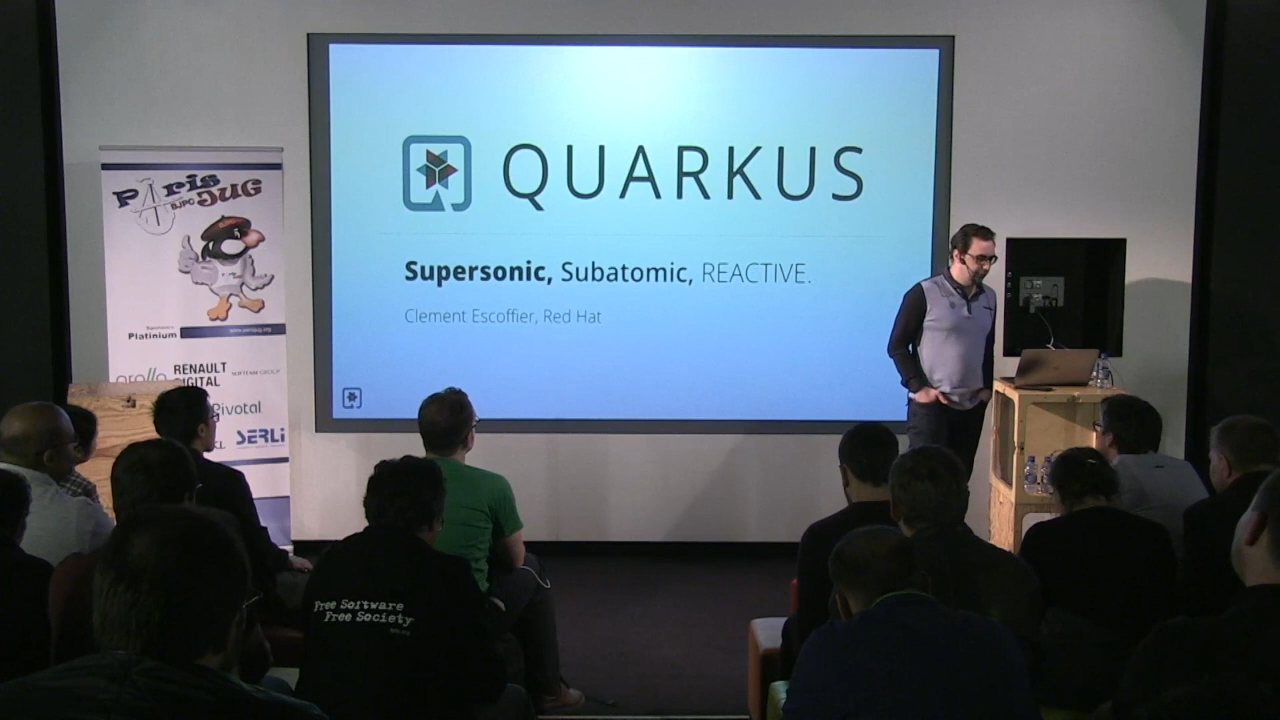 QUARKUS
Supersonic, Subatomic, REACTIVE.
Clement Escoffier, Red Hat
Paris
BJPC JUG
Platinium
RENAULT
DIGITAL
Pivotal
SERLI
Free Software
Free Society